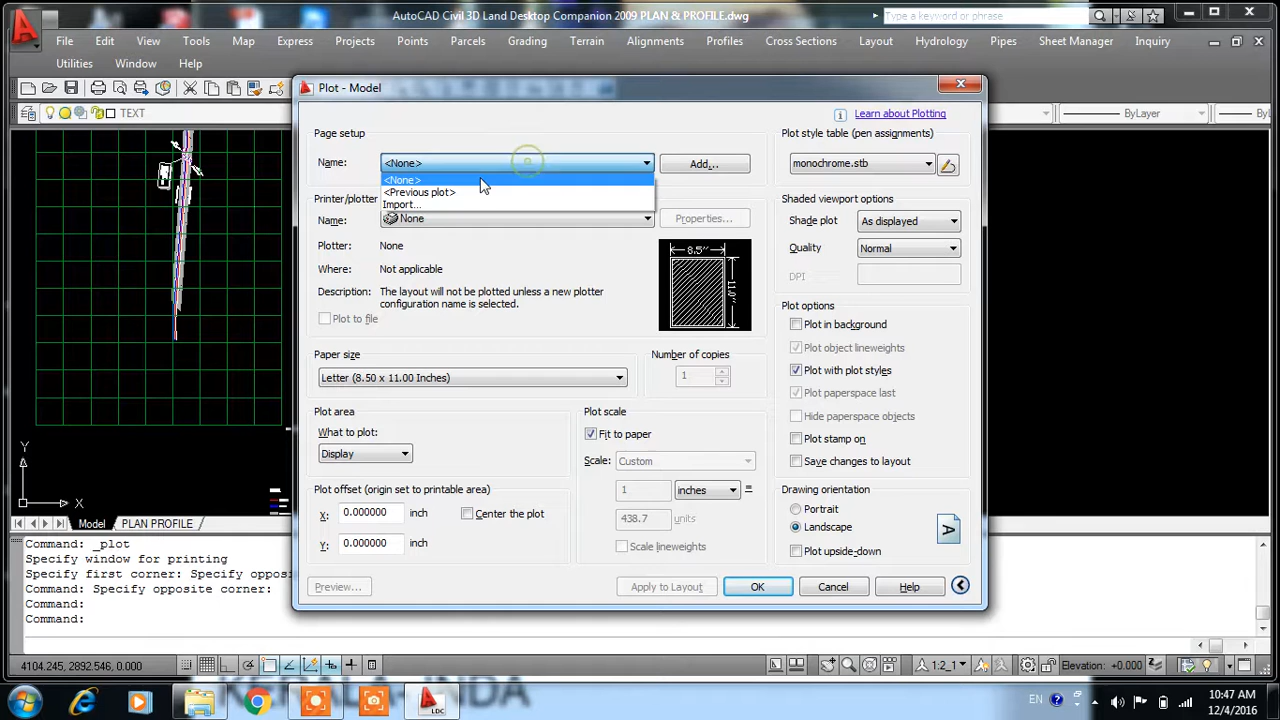 AutoCAD Civil 3D Land Desktop Companion 2009 PLAN & PROFILE.dwg
Type a keyword or phrase
File Edit View Tools Map Express Projects Points Parcels Grading Terrain Alignments Profiles Cross Sections Layout Hydrology Pipes Sheet Manager Inquiry
Utilities Window Help
TEXT
ByLayer
ByLayer
Plot - Model
Learn about Plotting
Page setup
Name:
<None>
Add...
<None>
<Previous plot>
Import...
Printer/plotter
Name:
None
Properties...
Plotter: None
Where: Not applicable
Description: The layout will not be plotted unless a new plotter
configuration name is selected.
Plot to file
8.5''
11.0''
Paper size
Letter (8.50 x 11.00 Inches)
Number of copies
1
Plot area
What to plot:
Display
Plot scale
Fit to paper
Scale: Custom
1 inches =
438.7 units
Scale lineweights
Plot offset (origin set to printable area)
X: 0.000000 inch
Center the plot
Y: 0.000000 inch
Plot style table (pen assignments)
monochrome.stb
Shaded viewport options
Shade plot As displayed
Quality Normal
DPI
Plot options
Plot in background
Plot object lineweights
Plot with plot styles
Plot paperspace last
Hide paperspace objects
Plot stamp on
Save changes to layout
Drawing orientation
Portrait
Landscape
Plot upside-down
A
Preview...
Apply to Layout
OK
Cancel
Help
Y
X
Model PLAN PROFILE
Command: _plot
Specify window for printing
Specify first corner: Specify oppos
Command: Specify opposite corner:
Command:
Command:
4104.245, 2892.546, 0.000
1:2_1
Elevation: +0.000
LDC
EN
10:47 AM
12/4/2016